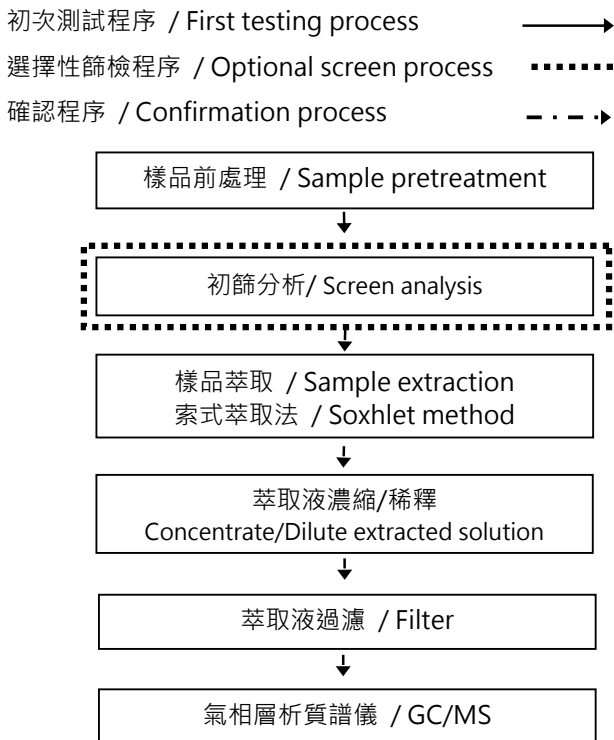 初次測試程序 / First testing process
選擇性篩檢程序 / Optional screen process
確認程序 / Confirmation process
樣品前處理 / Sample pretreatment
初篩分析/ Screen analysis
樣品萃取 / Sample extraction
索式萃取法 / Soxhlet method
萃取液濃縮/稀釋
Concentrate/Dilute extracted solution
萃取液過濾 / Filter
氣相層析質譜儀 / GC/MS